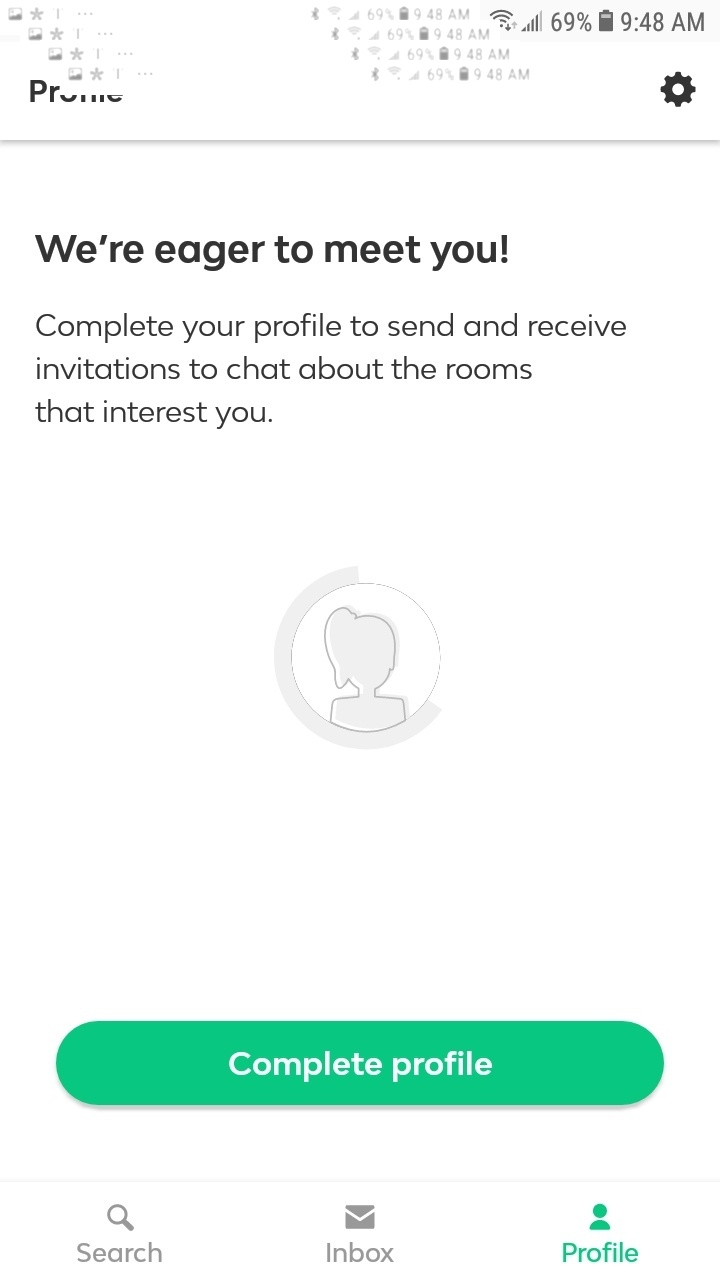 69% 9:48 AM
69% 9 48 AM
69% 9 48 AM
69% 9 48 AM
69% 9 48 AM
Profile
We're eager to meet you!
Complete your profile to send and receive
invitations to chat about the rooms
that interest you.
Complete profile
Search
Inbox
Profile